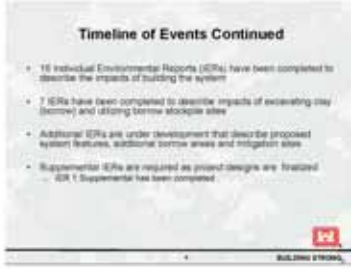 Timeline of Events Continued
• 16 Individual Environmental Reports (IERs) have been completed to
describe the impacts of building the system
• 7 IERs have been completed to describe impacts of excavating clay
(borrow) and utilizing borrow stockpile sites
• Additional IERs are under development that describe proposed
system features, additional borrow areas and mitigation sites
• Supplemental IERs are required as project designs are finalized
– IER 1 Supplemental has been completed
BUILDING STRONG®